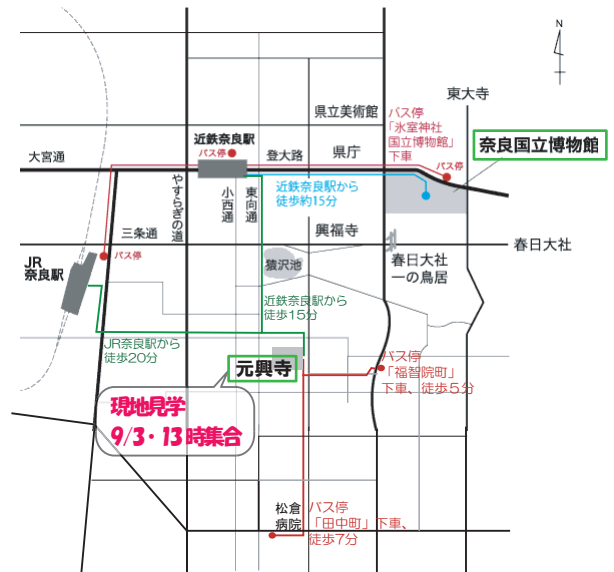 N
東大寺
県立美術館
バス停
「氷室神社
国立博物館」
下車
近鉄奈良駅
バス停
奈良国立博物館
大宮通
登大路
県庁
バス停
やすらぎの道
小西通
東向通
近鉄奈良駅から
徒歩約15分
三条通
興福寺
春日大社
JR
奈良駅
バス停
猿沢池
春日大社
一の鳥居
近鉄奈良駅から
徒歩15分
JR奈良駅から
徒歩20分
元興寺
バス停
「福智院町」
下車、徒歩5分
現地見学
9/3・13時集合
松倉
病院
バス停
「田中町」下車、
徒歩7分